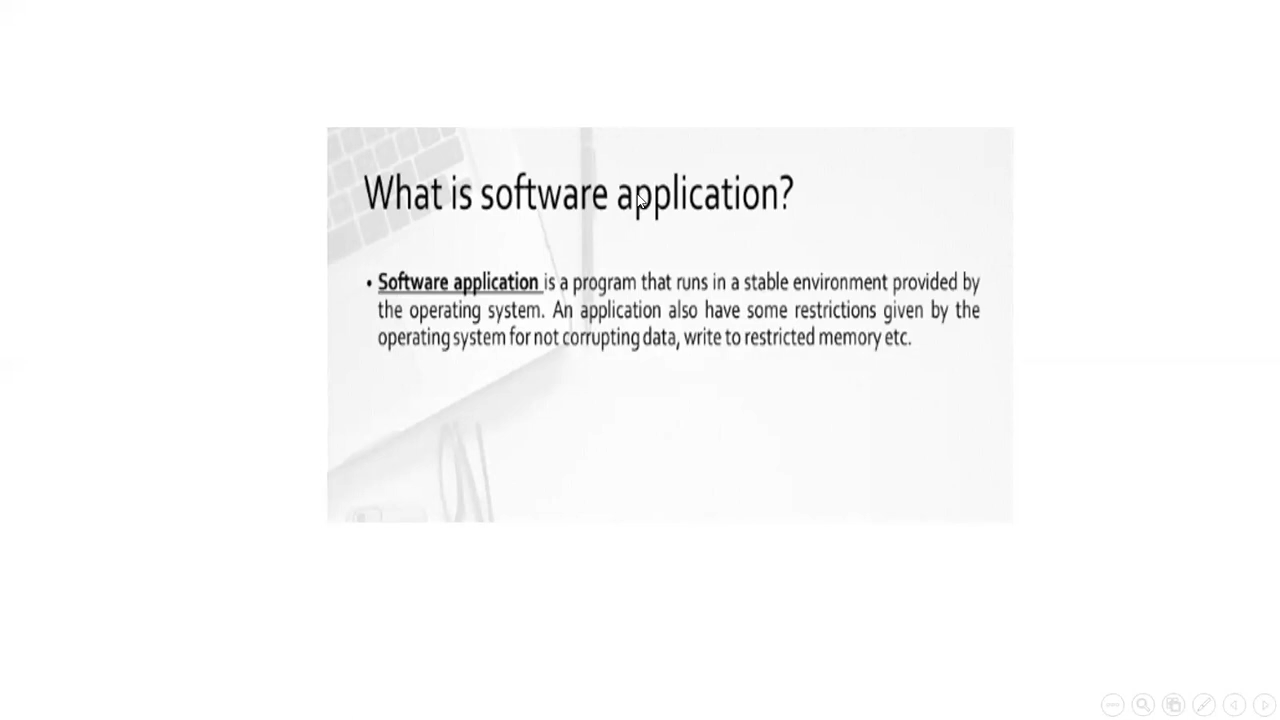 What is software application?
• Software application is a program that runs in a stable environment provided by
the operating system. An application also have some restrictions given by the
operating system for not corrupting data, write to restricted memory etc.